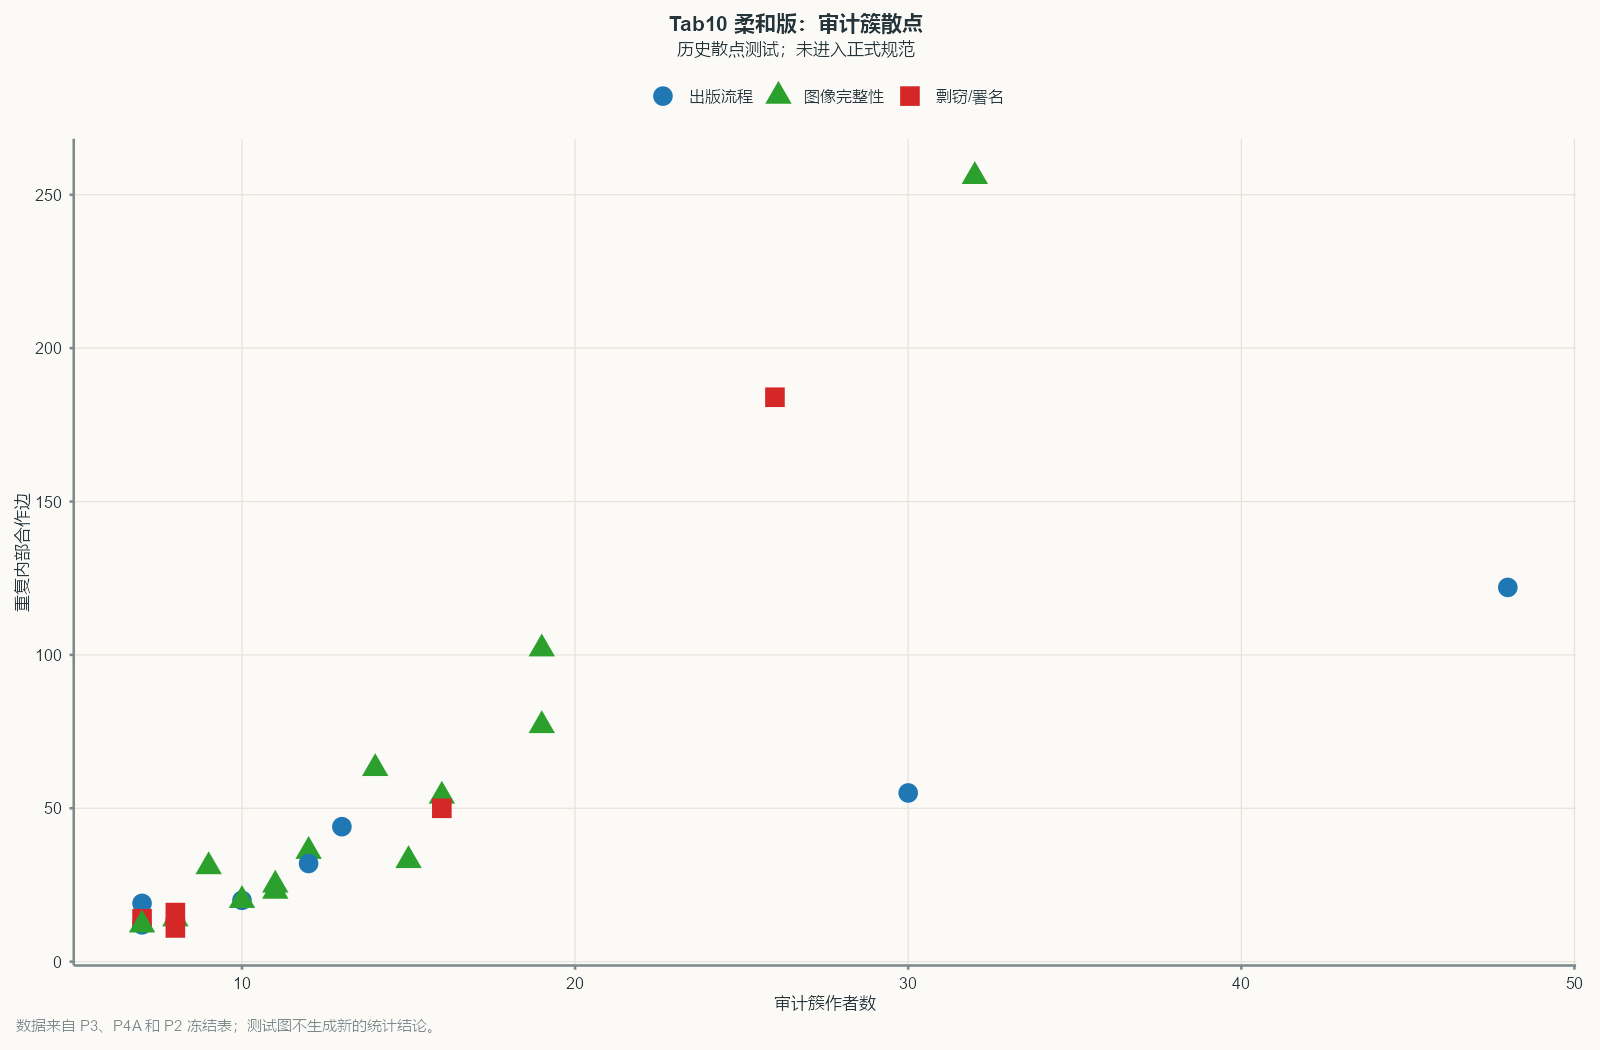 Tab10 柔和版：审计簇散点
历史散点测试；未进入正式规范
出版流程 图像完整性 剽窃/署名
重复内部合作边
250
200
150
100
50
0
10 20 30 40 50
审计簇作者数
数据来自 P3、P4A 和 P2 冻结表；测试图不生成新的统计结论。